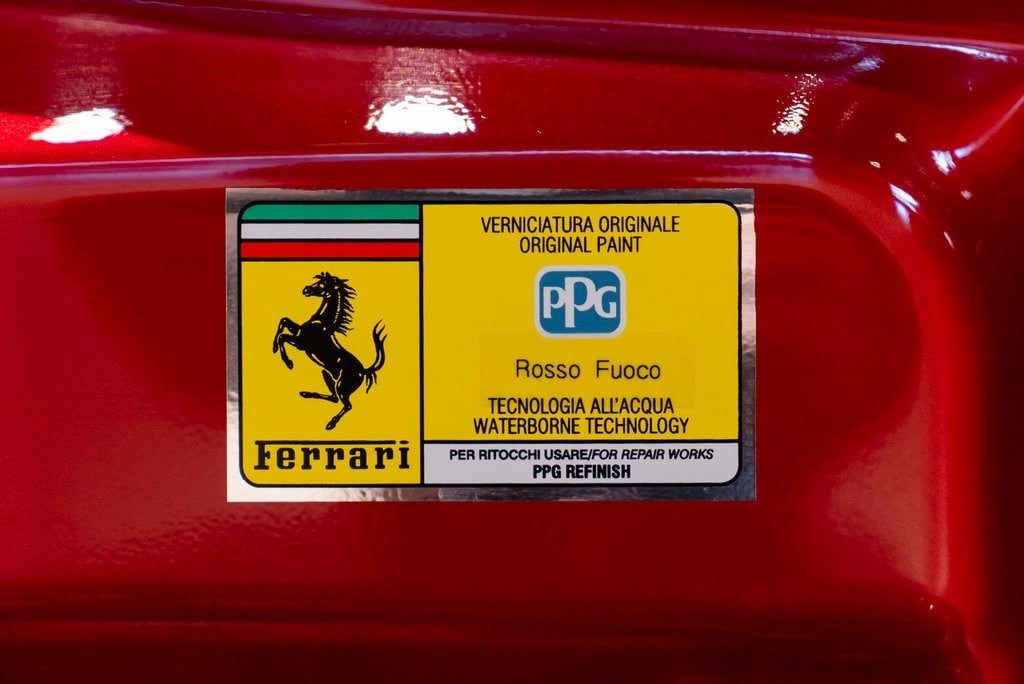 Ferrari
VERNICIATURA ORIGINALE
ORIGINAL PAINT
PPG
Rosso Fuoco
TECNOLOGIA ALL'ACQUA
WATERBORNE TECHNOLOGY
PER RITOCCHI USARE/FOR REPAIR WORKS
PPG REFINISH